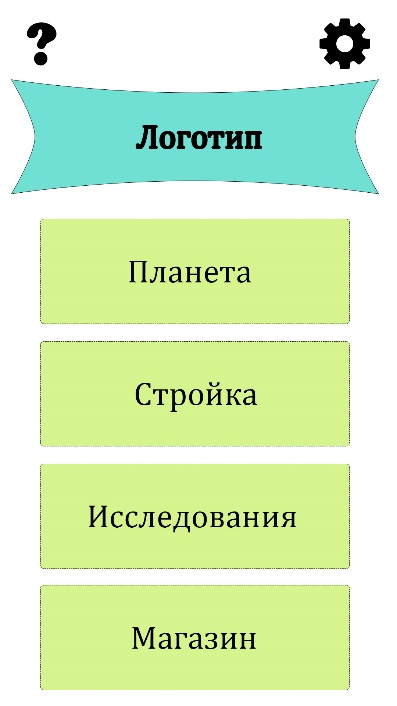 ?
Логотип
Планета
Стройка
Исследования
Магазин